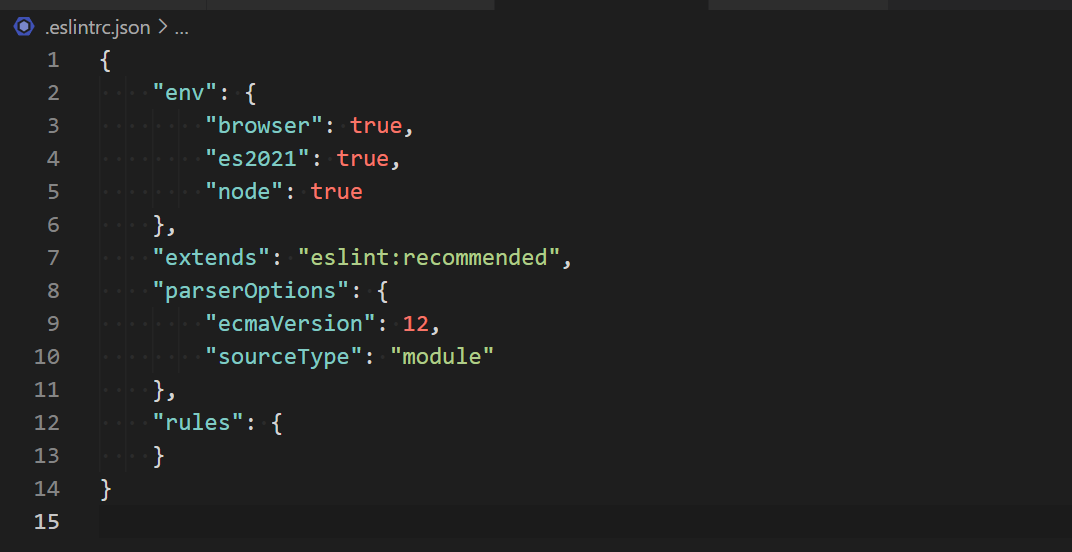 .eslintrc.json > ...
1 {
2     "env": {
3         "browser": true,
4         "es2021": true,
5         "node": true
6     },
7     "extends": "eslint:recommended",
8     "parserOptions": {
9         "ecmaVersion": 12,
10         "sourceType": "module"
11     },
12     "rules": {
13     }
14 }
15